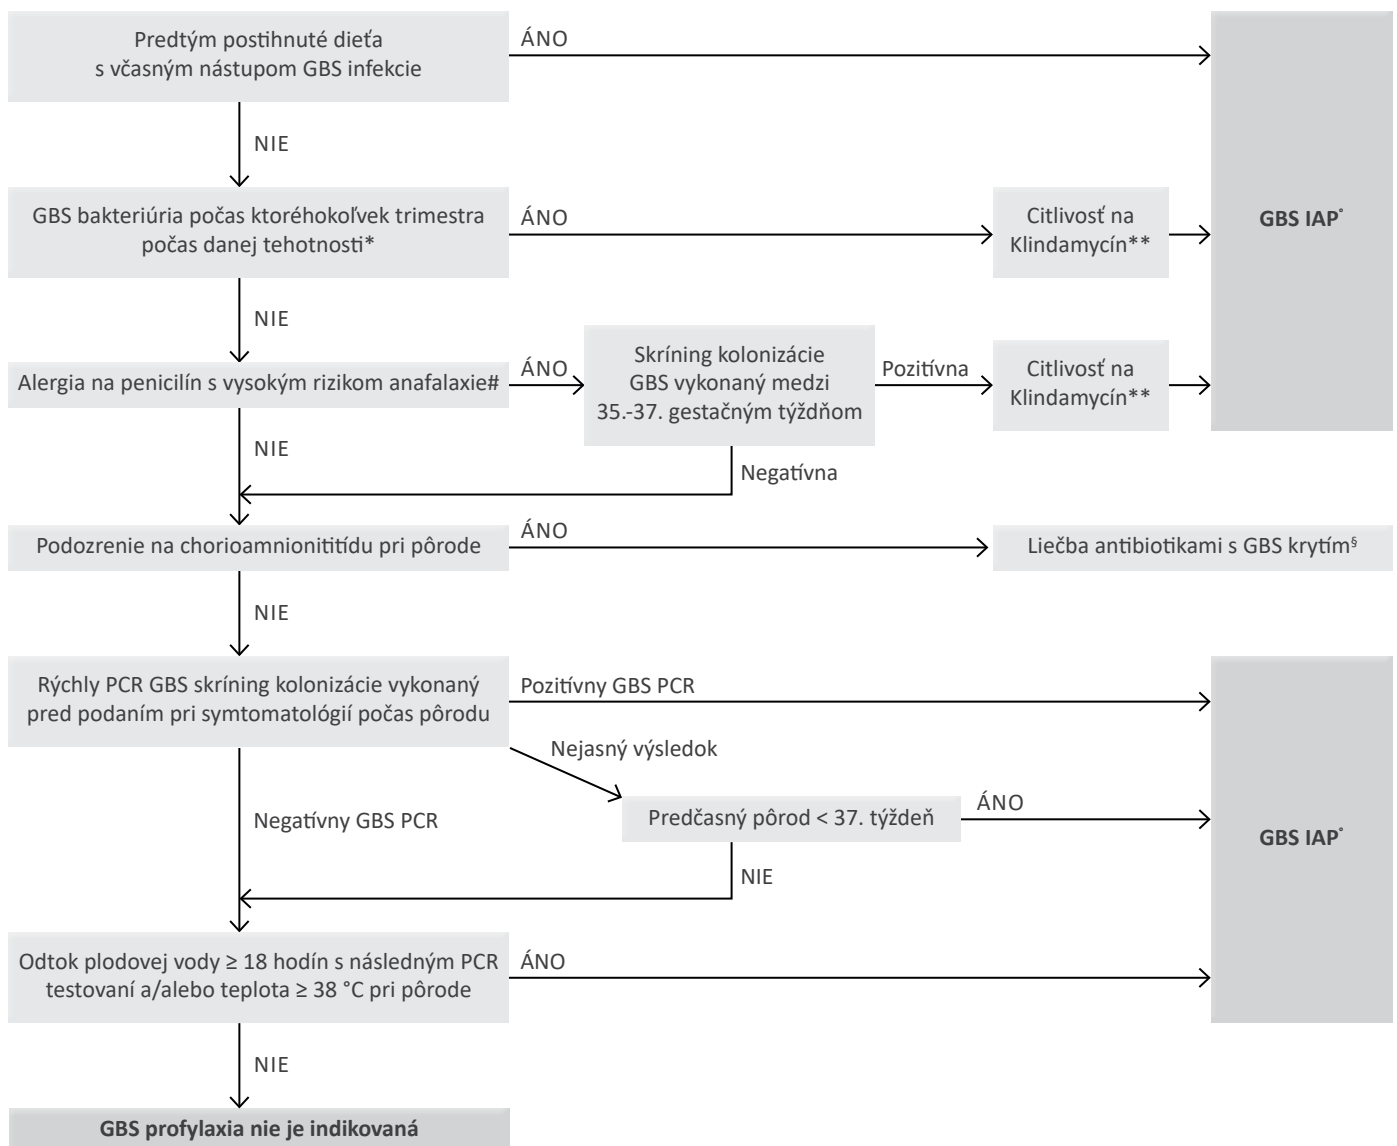 Predtým postihnuté dieťa
s včasným nástupom GBS infekcie
ÁNO
NIE
GBS bakteriúria počas ktoréhokoľvek trimestra
počas danej tehotnosti*
ÁNO
Citlivosť na
Klindamycín**
GBS IAP°
NIE
Alergia na penicilín s vysokým rizikom anafalaxie#
ÁNO
Skríning kolonizácie
GBS vykonaný medzi
35.-37. gestačným týždňom
Pozitívna
Citlivosť na
Klindamycín**
NIE
Negatívna
Podozrenie na chorioamnionititídu pri pôrode
ÁNO
Liečba antibiotikami s GBS krytím§
NIE
Rýchly PCR GBS skríning kolonizácie vykonaný
pred podaním pri symtomatológií počas pôrodu
Pozitívny GBS PCR
Nejasný výsledok
Negatívny GBS PCR
Predčasný pôrod < 37. týždeň
ÁNO
GBS IAP°
NIE
Odtok plodovej vody ≥ 18 hodín s následným PCR
testovaní a/alebo teplota ≥ 38 °C pri pôrode
ÁNO
NIE
GBS profylaxia nie je indikovaná